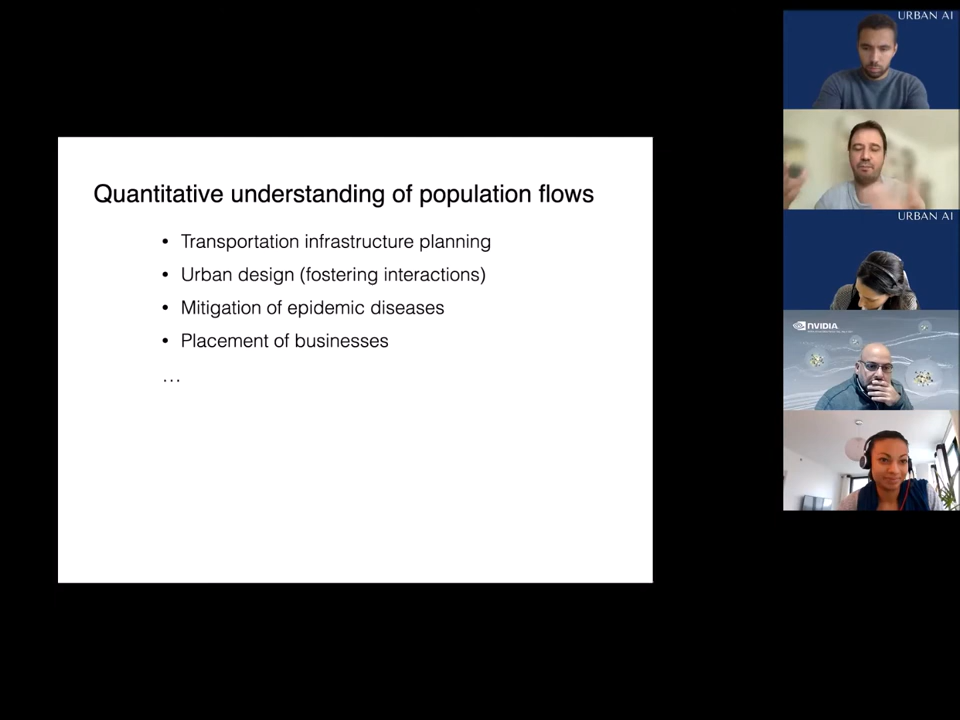 URBAN AI
Quantitative understanding of population flows
• Transportation infrastructure planning
• Urban design (fostering interactions)
• Mitigation of epidemic diseases
• Placement of businesses
...
URBAN AI
NVIDIA